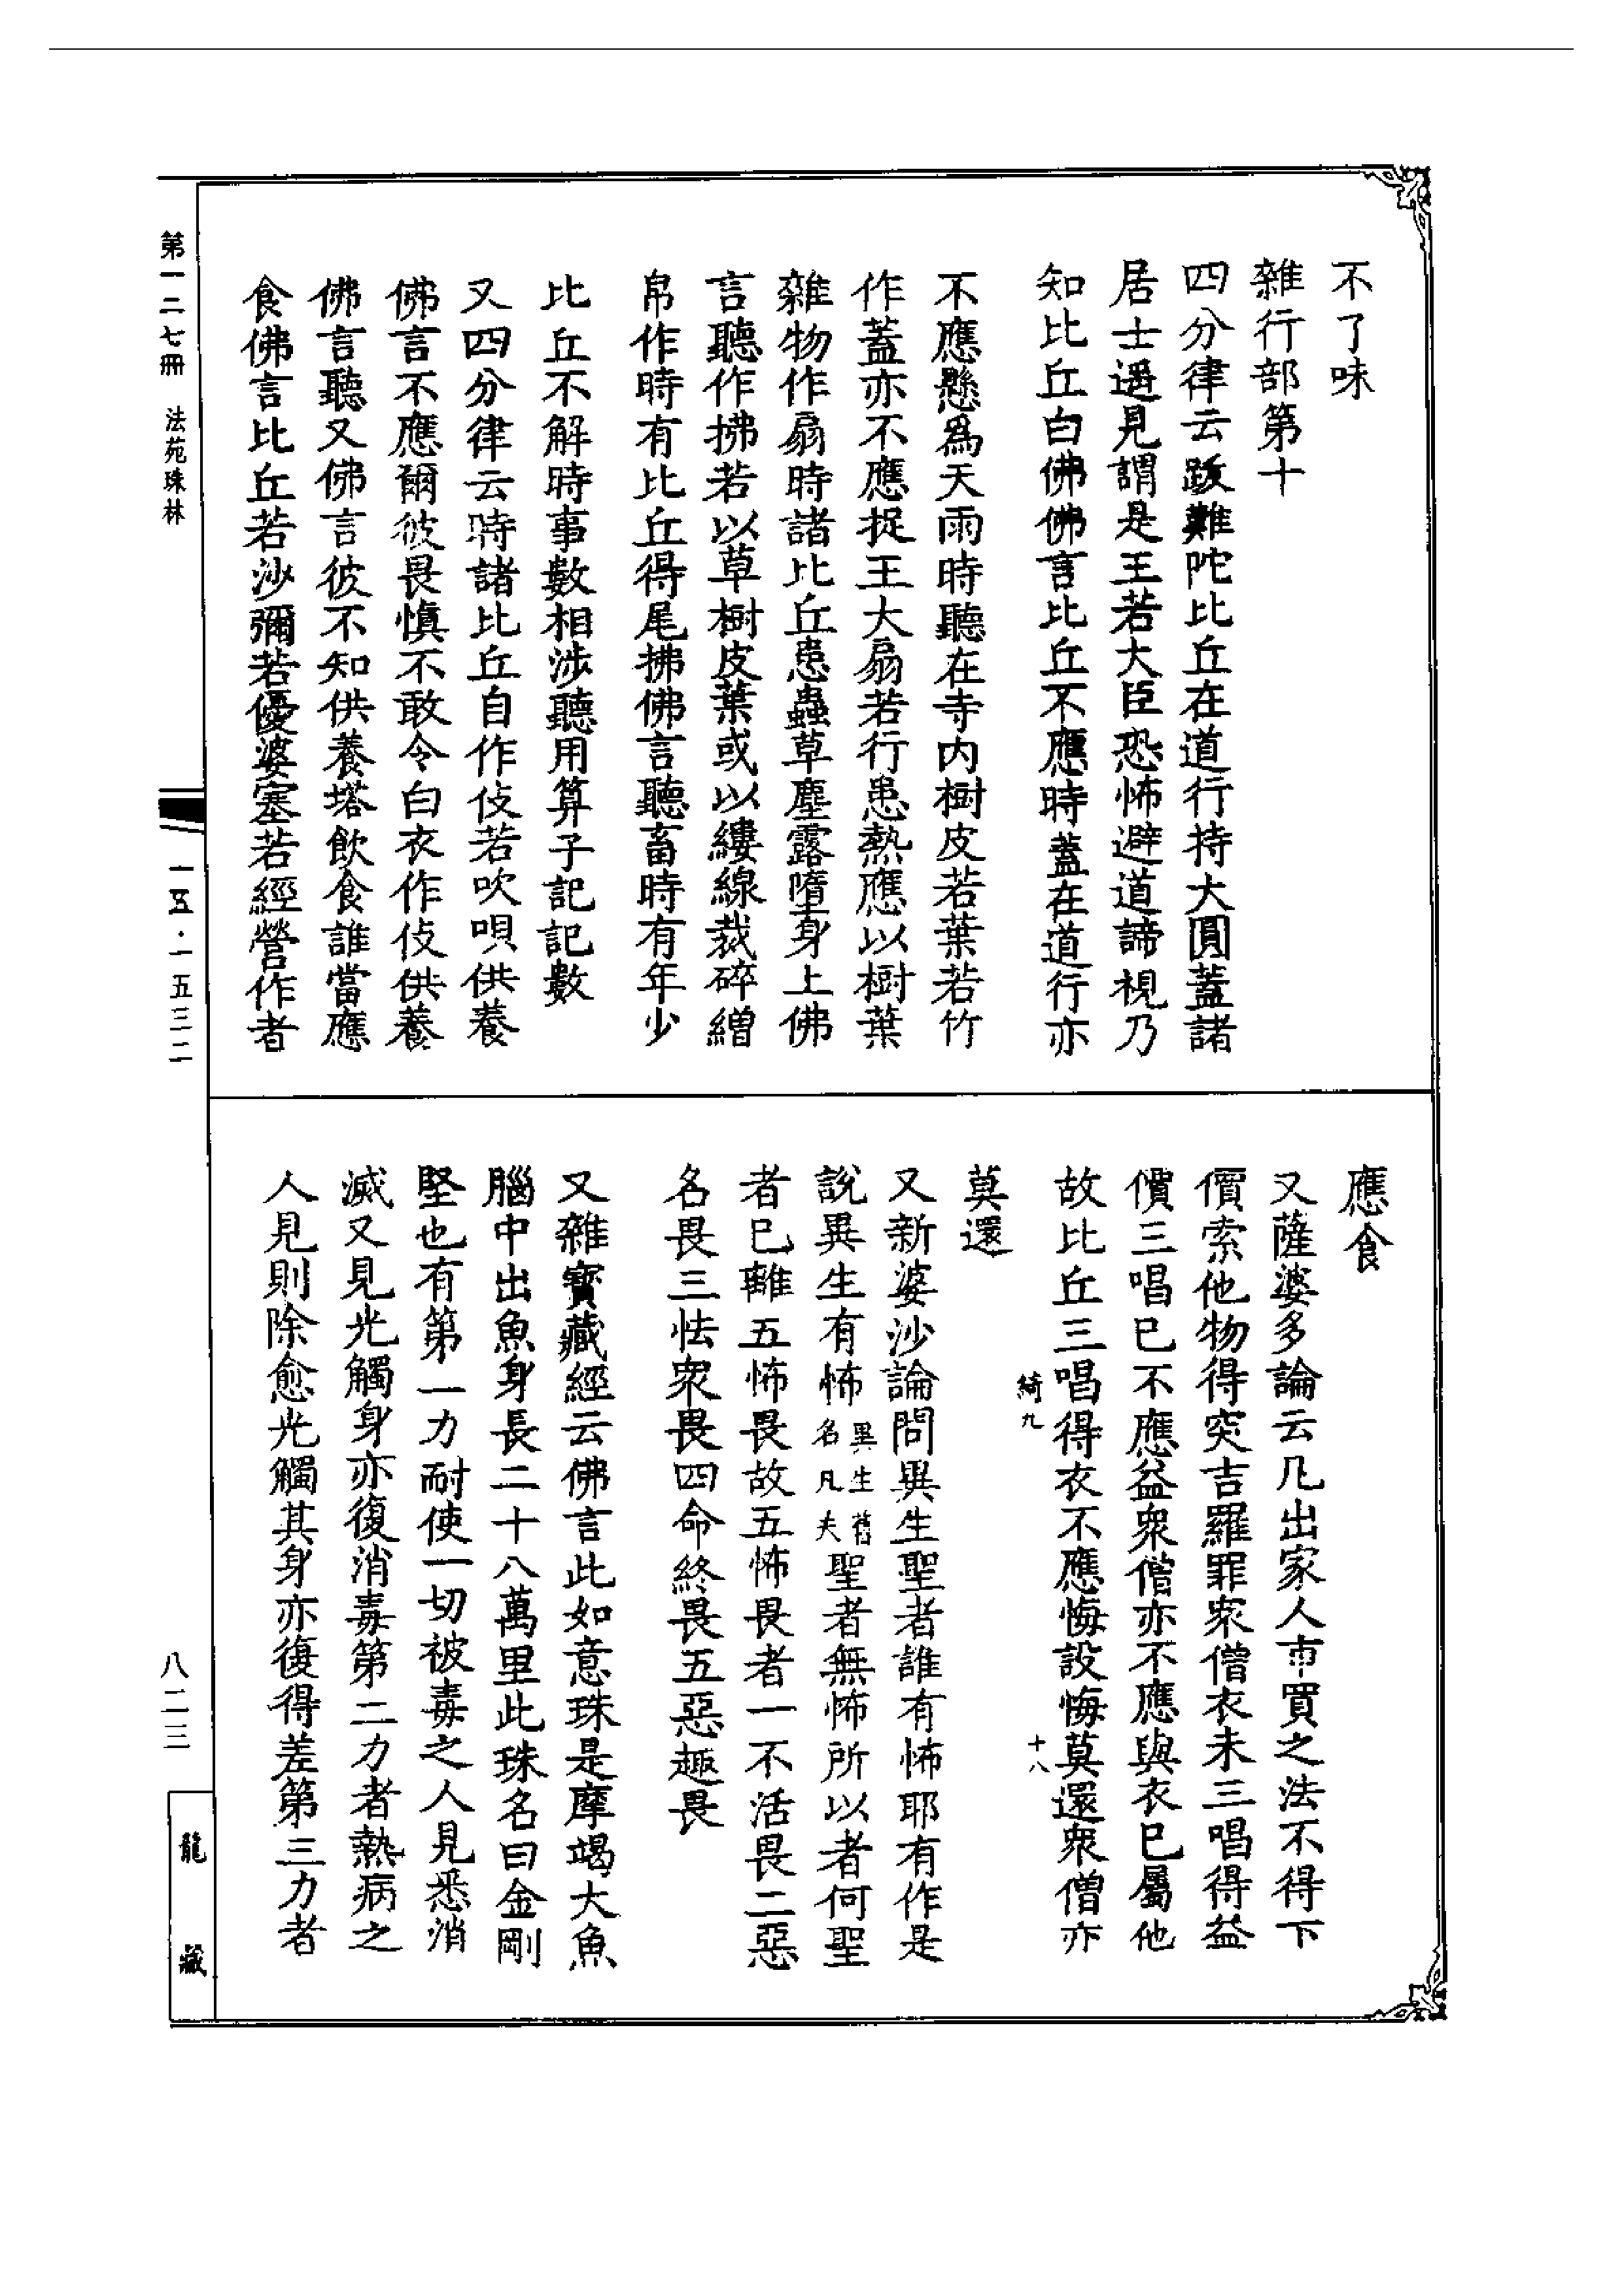 不了味
雜行部第十
四分律云䟦難陀比丘在道行持大圓蓋諸
居士遥見謂是王若大臣恐怖避道諦視乃
知比丘白佛佛言比丘不應時蓋在道行亦
不應懸爲天雨時聽在寺内樹皮若葉若竹
作蓋亦不應捉王大扇若行患熱應以樹葉
雜物作扇時諸比丘患蟲草塵露墮身上佛
言聽作拂若以草樹皮葉或以縷線裁碎繒
帛作時有比丘得尾拂佛言聽畜時有年少
比丘不解時事數相涉聽用算子記記數
又四分律云時諸比丘自作伎若吹唄供養
佛言不應爾彼畏慎不敢令白衣作伎供養
佛言聽又佛言彼不知供養塔飲食誰當應
食佛言比丘若沙彌若優婆塞若經營作者
應食
又薩婆多論云凡出家人市買之法不得下
價索他物得突吉羅罪衆僧衣未三唱得益
價三唱已不應益衆僧亦不應與衣已屬他
故比丘三唱得衣不應悔設悔莫還衆僧亦
綺九
十八
莫還
又新婆沙論問異生聖者誰有怖耶有作是
說異生有怖異生舊名凡夫聖者無怖所以者何聖
者已離五怖畏故五怖畏者一不活畏二惡
名畏三怯衆畏四命終畏五惡趣畏
又雜寳藏經云佛言此如意珠是摩竭大魚
腦中出魚身長二十八萬里此珠名曰金剛
堅也有第一力耐使一切被毒之人見悉消
滅又見光觸身亦復消毒第二力者熱病之
人見則除愈光觸其身亦復得差第三力者
第一二七冊　法苑珠林
一五·一五三二
八二三
龍藏